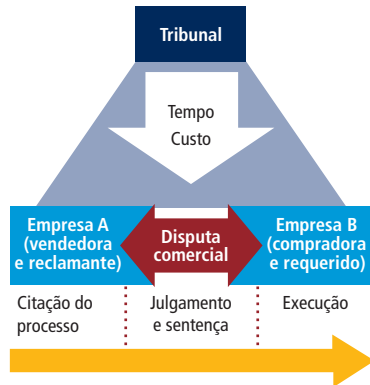 Tribunal
Tempo
Custo
Empresa A
(vendedora
e reclamante)
Disputa
comercial
Empresa B
(compradora
e requerido)
Citação do
processo
Julgamento
e sentença
Execução